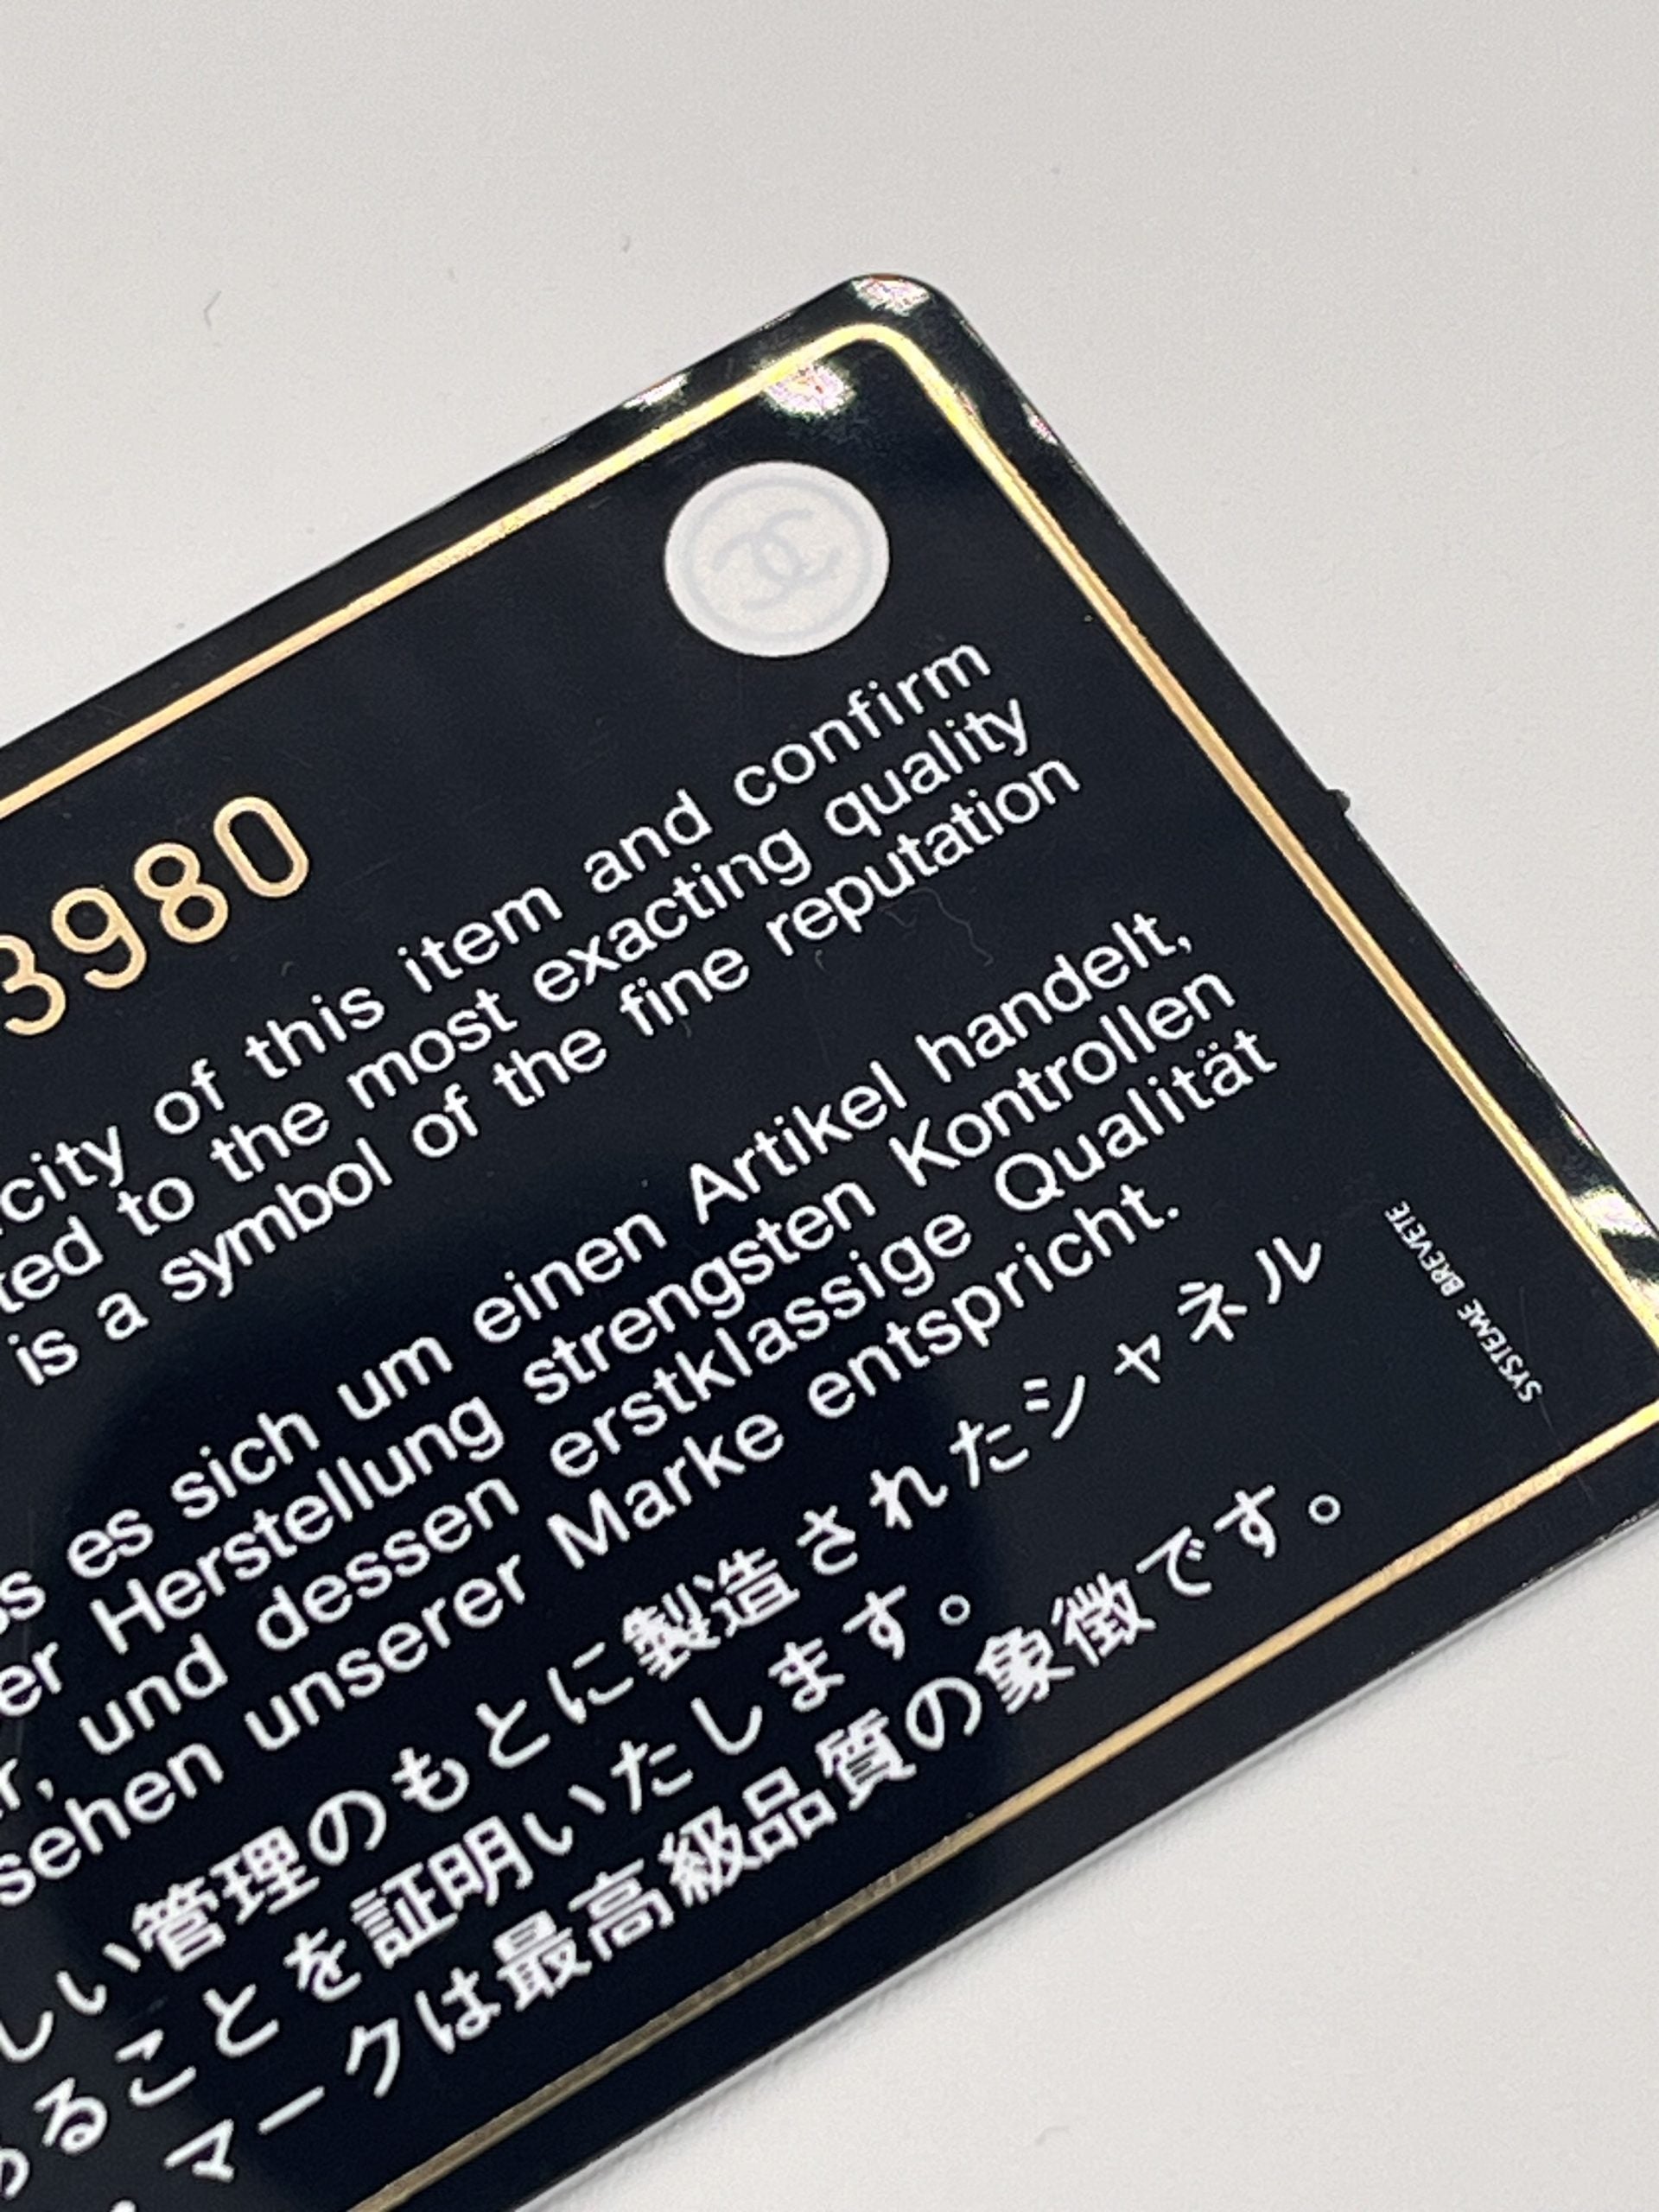 3980
city of this item and confirm
ted to the most exacting quality
is a symbol of the fine reputation
es sich um einen Artikel handelt,
er Herstellung strengsten Kontrollen
und dessen erstklassige Qualität
sehen unserer Marke entspricht.
しい管理のもとに製造されたシャネル
あることを証明いたします。
マークは最高級品質の象徴です。
SYSTEME BREVETE